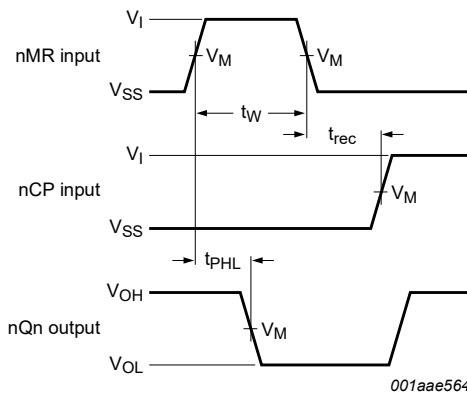 V_I
nMR input
V_M
V_M
V_SS
t_W
t_rec
V_I
nCP input
V_M
V_SS
t_PHL
V_OH
nQn output
V_M
V_OL
001aae564